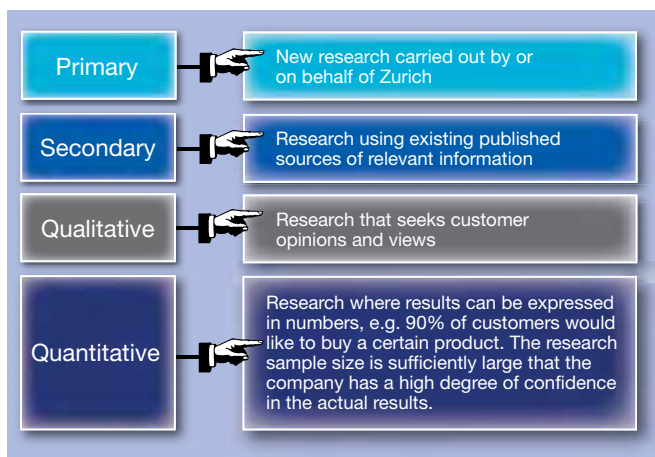 Primary
New research carried out by or
on behalf of Zurich
Secondary
Research using existing published
sources of relevant information
Qualitative
Research that seeks customer
opinions and views
Quantitative
Research where results can be expressed
in numbers, e.g. 90% of customers would
like to buy a certain product. The research
sample size is sufficiently large that the
company has a high degree of confidence
in the actual results.